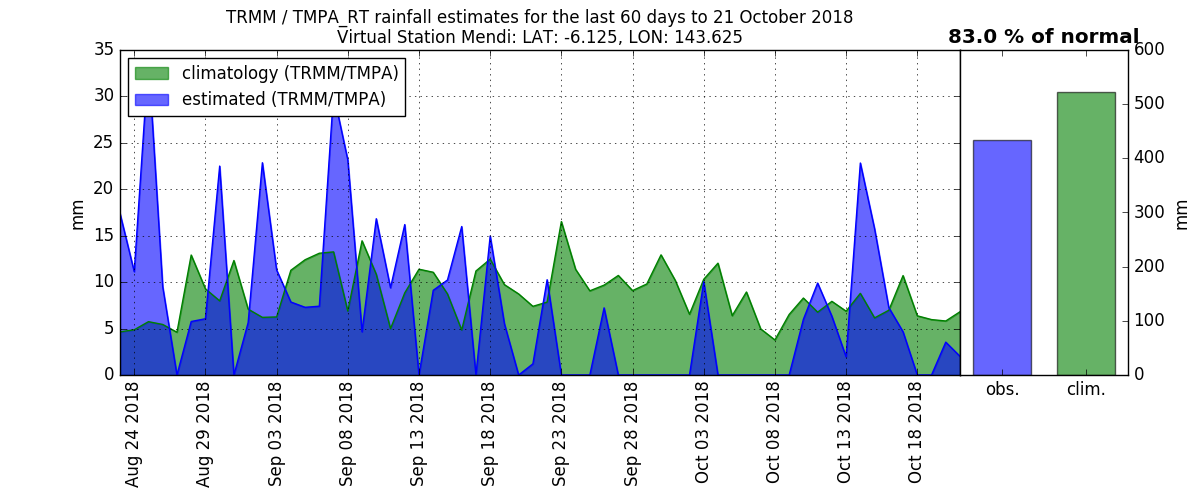 TRMM / TMPA_RT rainfall estimates for the last 60 days to 21 October 2018
Virtual Station Mendi: LAT: -6.125, LON: 143.625
83.0 % of normal
climatology (TRMM/TMPA)
estimated (TRMM/TMPA)
mm
35
30
25
20
15
10
5
0
Aug 24 2018
Aug 29 2018
Sep 03 2018
Sep 08 2018
Sep 13 2018
Sep 18 2018
Sep 23 2018
Sep 28 2018
Oct 03 2018
Oct 08 2018
Oct 13 2018
Oct 18 2018
obs.
clim.
600
500
400
300
200
100
0
mm